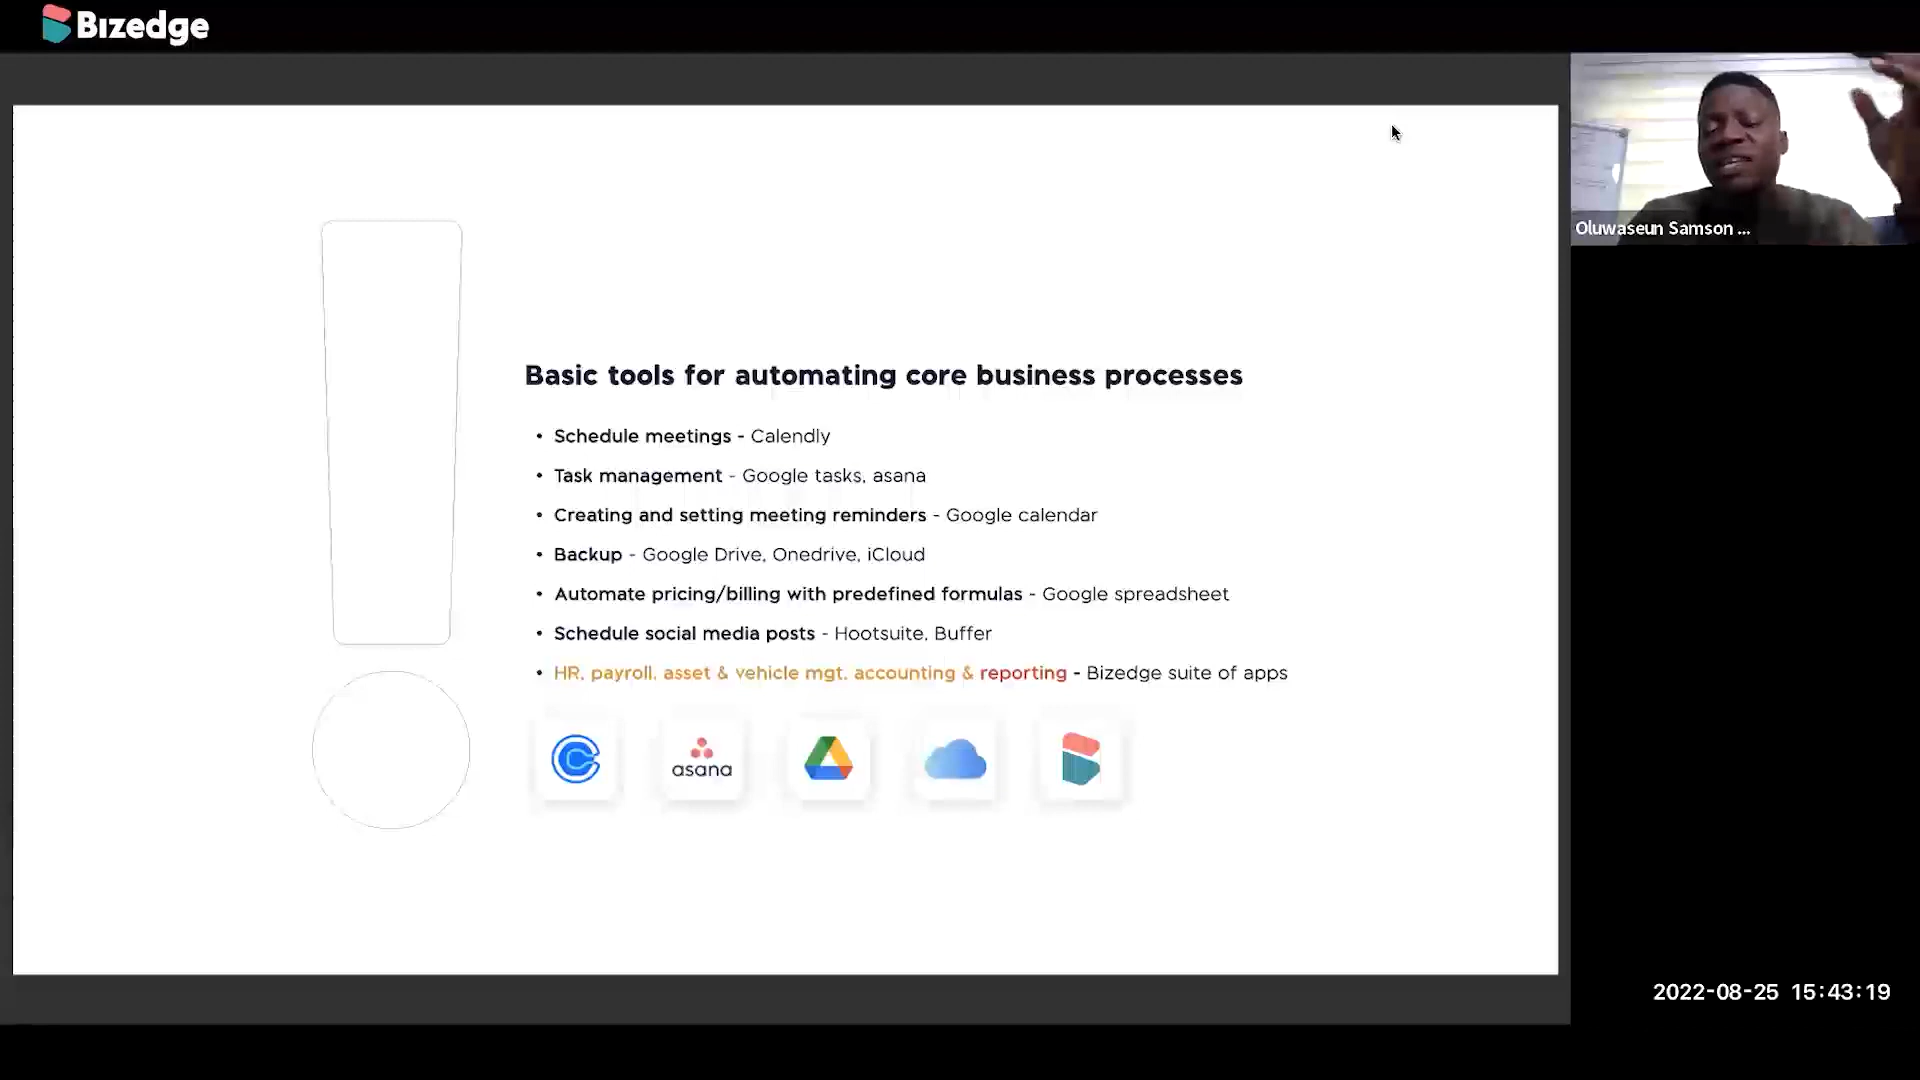 Bizedge
Oluwaseun Samson ...
Basic tools for automating core business processes
• Schedule meetings - Calendly
• Task management - Google tasks, asana
• Creating and setting meeting reminders - Google calendar
• Backup - Google Drive, Onedrive, iCloud
• Automate pricing/billing with predefined formulas - Google spreadsheet
• Schedule social media posts - Hootsuite, Buffer
• HR, payroll, asset & vehicle mgt, accounting & reporting - Bizedge suite of apps
asana
2022-08-25 15:43:19